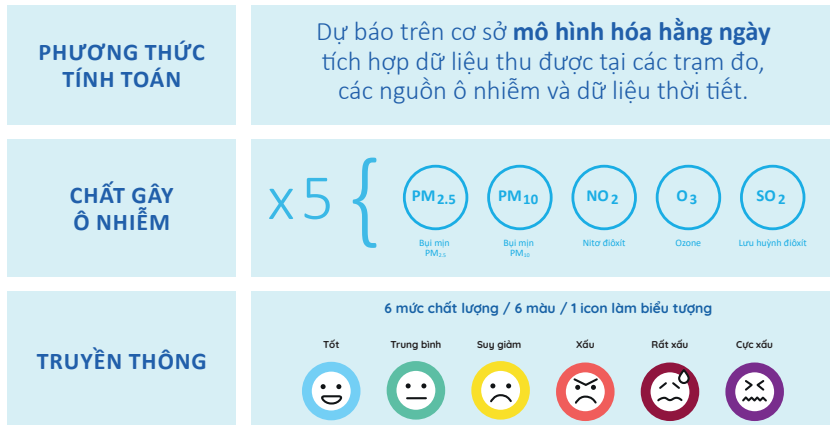 PHƯƠNG THỨC
TÍNH TOÁN
Dự báo trên cơ sở mô hình hóa hằng ngày
tích hợp dữ liệu thu được tại các trạm đo,
các nguồn ô nhiễm và dữ liệu thời tiết.
CHẤT GÂY
Ô NHIỄM
x5 {
PM2.5 PM10 NO2 O3 SO2
Bụi mịn Bụi mịn Nitơ điôxít Ozone Lưu huỳnh điôxít
PM2.5 PM10
TRUYỀN THÔNG
6 mức chất lượng / 6 màu / 1 icon làm biểu tượng
Tốt Trung bình Suy giảm Xấu Rất xấu Cực xấu